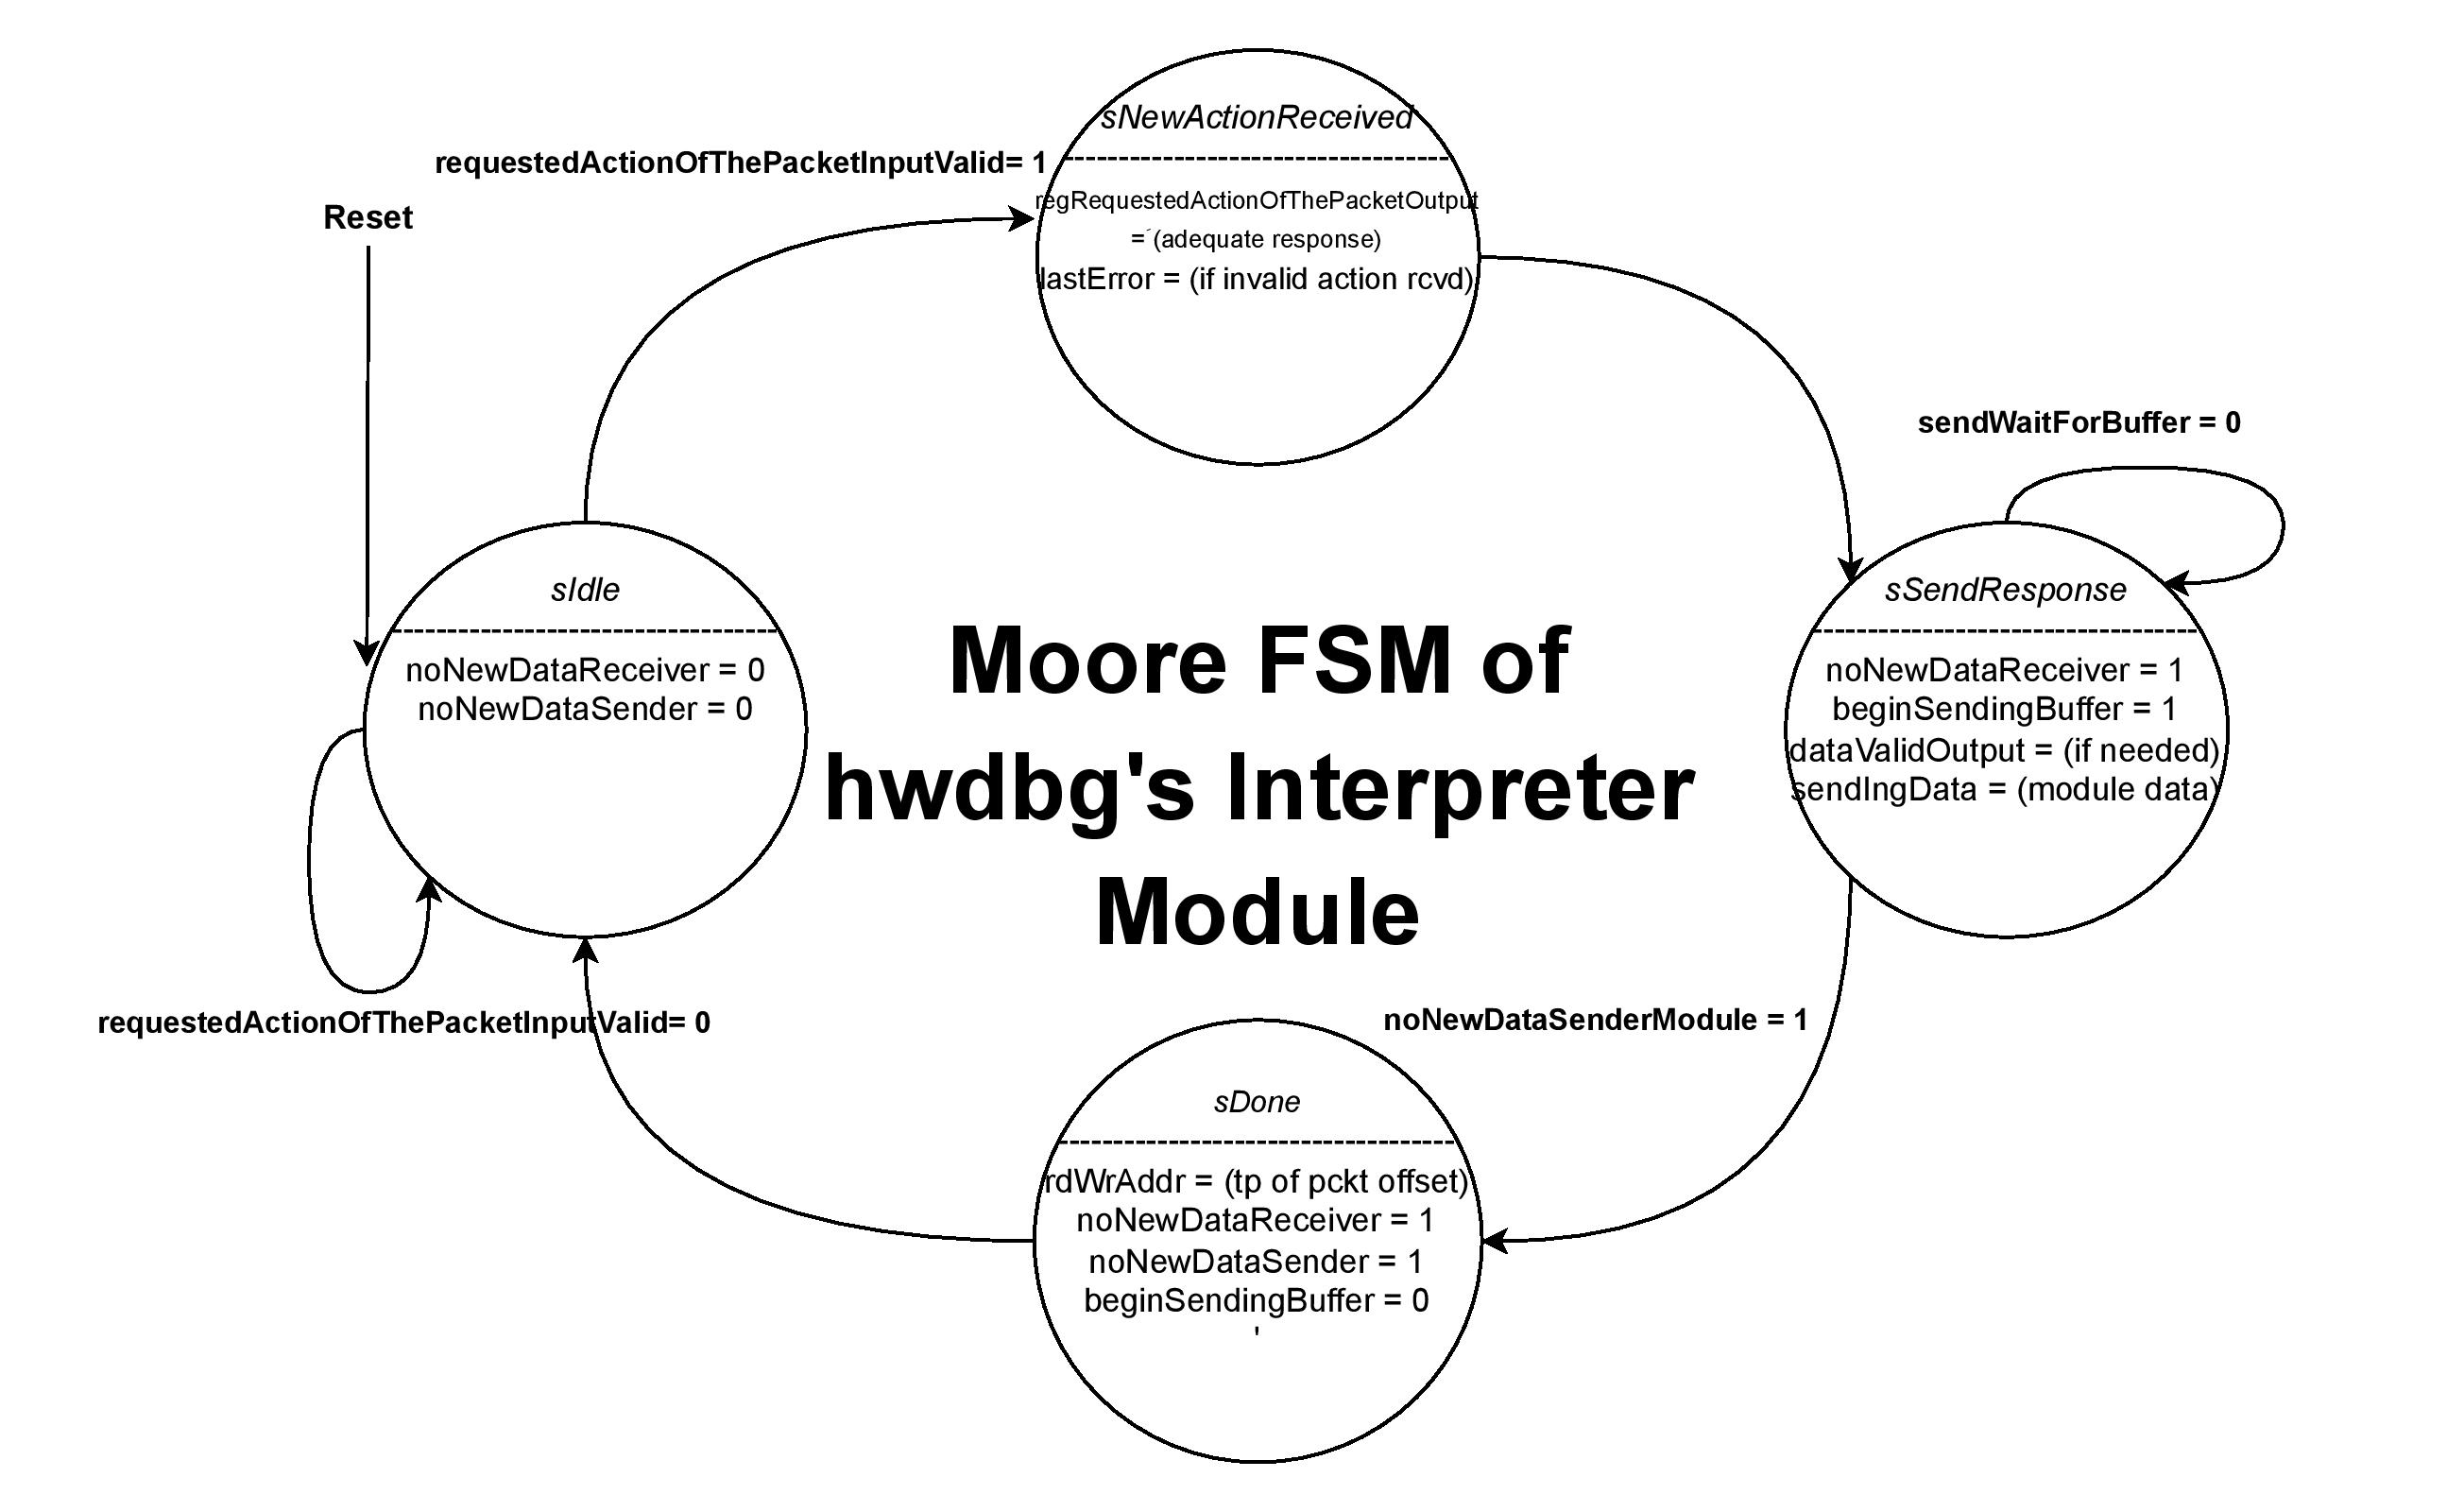 sNewActionReceived
requestedActionOfThePacketInputValid= 1
regRequestedActionOfThePacketOutput
= (adequate response)
lastError = (if invalid action rcvd)
Reset
sendWaitForBuffer = 0
sIdle
noNewDataReceiver = 0
noNewDataSender = 0
Moore FSM of
hwdbg's Interpreter
Module
sSendResponse
noNewDataReceiver = 1
beginSendingBuffer = 1
dataValidOutput = (if needed)
sendIngData = (module data)
requestedActionOfThePacketInputValid= 0
noNewDataSenderModule = 1
sDone
rdWrAddr = (tp of pckt offset)
noNewDataReceiver = 1
noNewDataSender = 1
beginSendingBuffer = 0
'